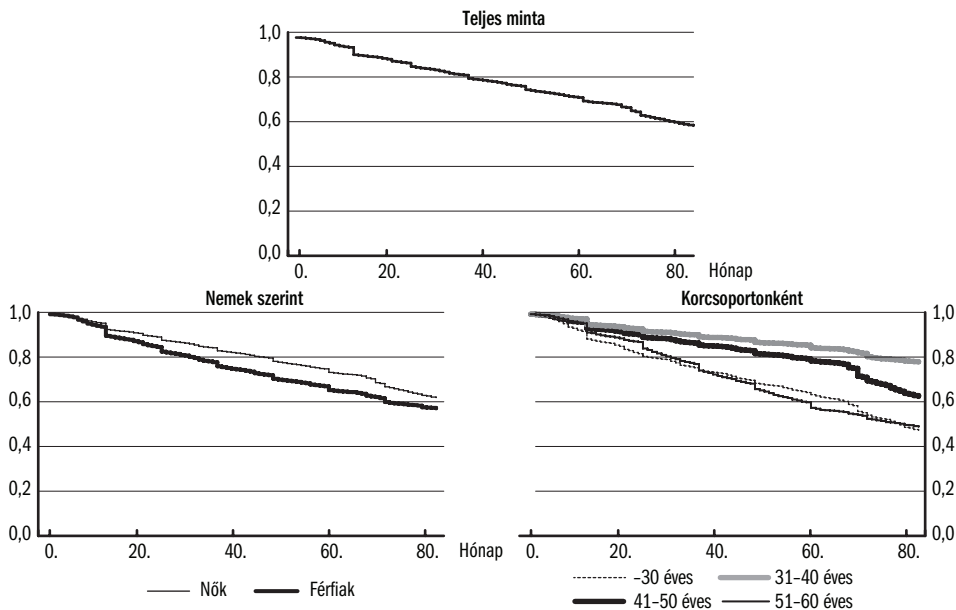 Teljes minta
1,0
0,8
0,6
0,4
0,2
0,0
0. 20. 40. 60. 80. Hónap
Nemek szerint
1,0
0,8
0,6
0,4
0,2
0,0
0. 20. 40. 60. 80. Hónap
Nők Férfiak
Korcsoportonként
1,0
0,8
0,6
0,4
0,2
0,0
0. 20. 40. 60. 80.
–30 éves 31–40 éves
41–50 éves 51–60 éves